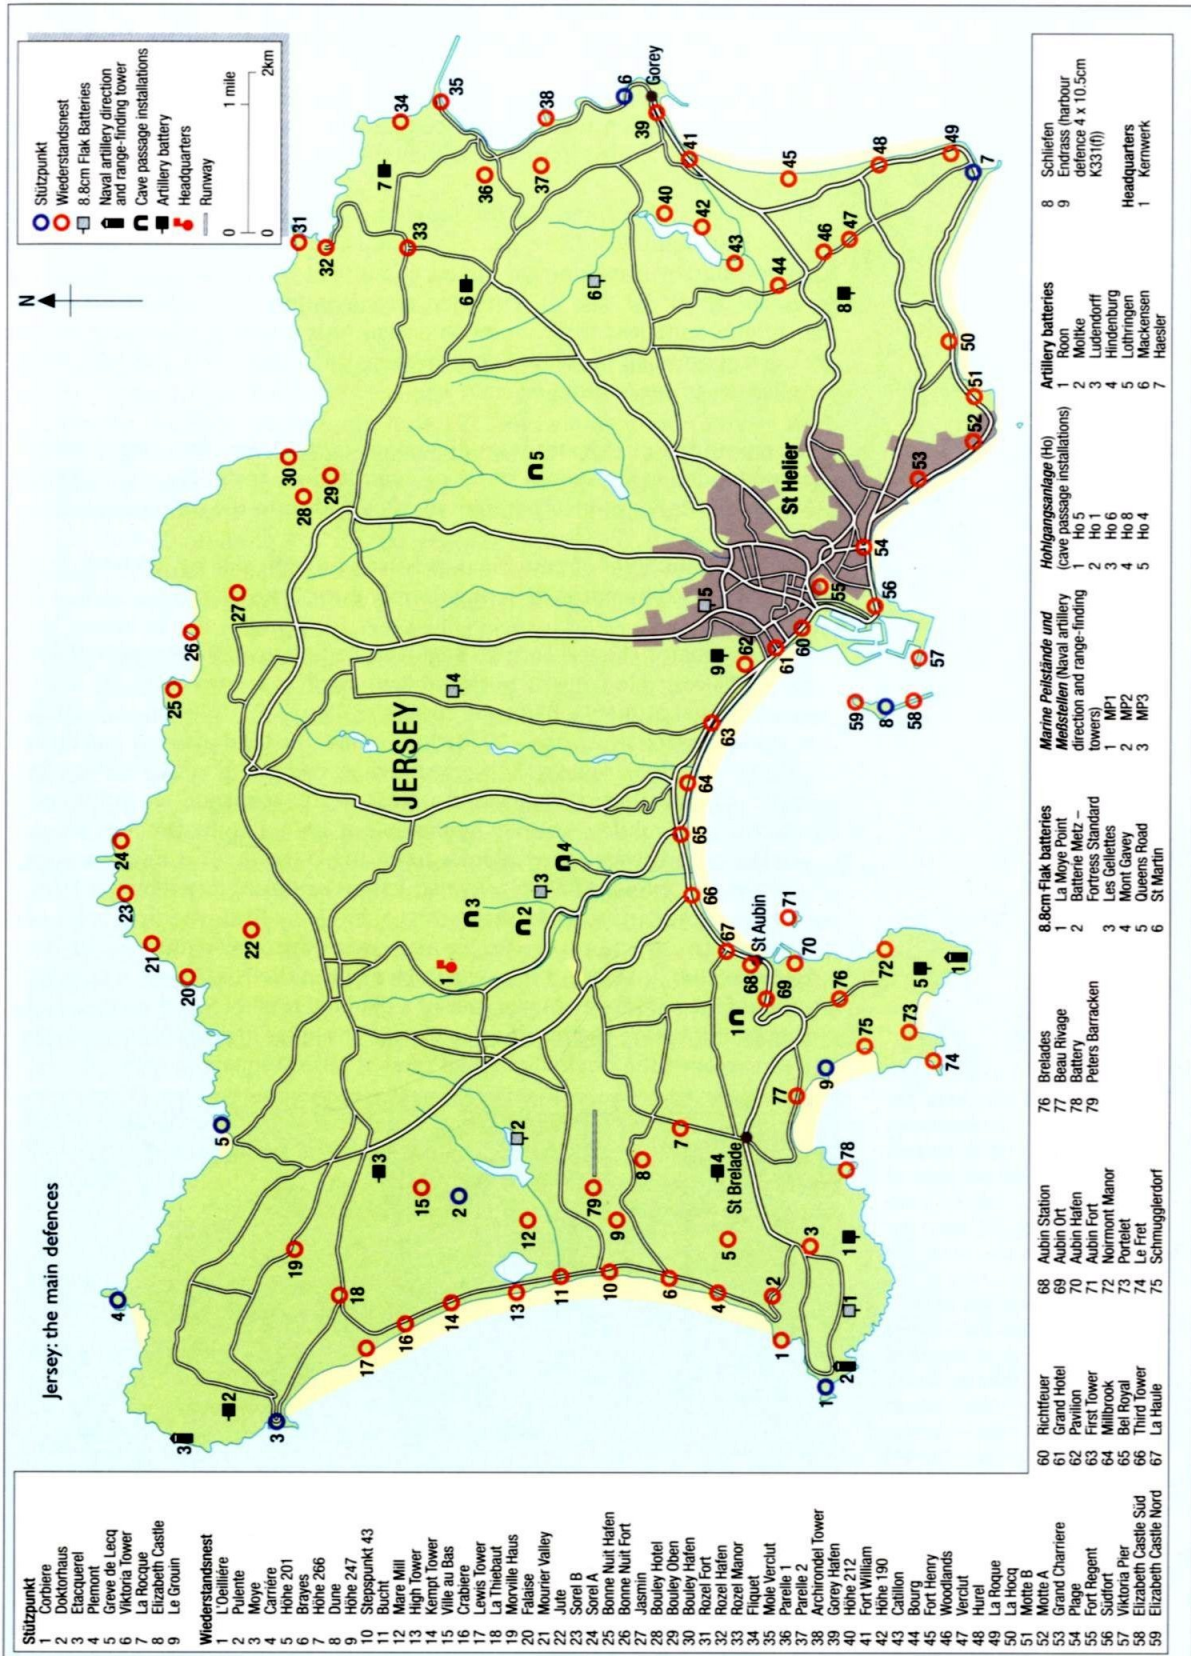 Jersey: the main defences
N
Stützpunkt
Wiederstandsnest
8.8cm Flak Batteries
Naval artillery direction
and range-finding tower
Cave passage installations
Artillery battery
Headquarters
Runway
0 1 mile
0 2km
JERSEY
St Helier
St Aubin
St Brelade
Gorey
Stützpunkt
1 Corbiere
2 Doktorhaus
3 Etacquerel
4 Plemont
5 Greve de Lecq
6 Viktoria Tower
7 La Rocque
8 Elizabeth Castle
9 Le Grouin
Wiederstandsnest
1 L'Oeilliére
2 Pulente
3 Moye
4 Carriére
5 Höhe 201
6 Brayes
7 Höhe 266
8 Dune
9 Höhe 247
10 Stepspunkt 43
11 Bucht
12 Mare Mill
13 High Tower
14 Kempt Tower
15 Ville au Bas
16 Crabiere
17 Lewis Tower
18 La Thiebaut
19 Morville Haus
20 Falaise
21 Mourier Valley
22 Jute
23 Sorel B
24 Sorel A
25 Bonne Nuit Hafen
26 Bonne Nuit Fort
27 Jasmin
28 Bouley Hotel
29 Bouley Oben
30 Bouley Hafen
31 Rozel Fort
32 Rozel Hafen
33 Rozel Manor
34 Fliquet
35 Mole Verclut
36 Parelle 1
37 Parelle 2
38 Archirondel Tower
39 Gorey Hafen
40 Höhe 212
41 Fort William
42 Höhe 190
43 Catillon
44 Bourg
45 Fort Henry
46 Woodlands
47 Verclut
48 Hurel
49 La Roque
50 La Hocq
51 Motte B
52 Motte A
53 Grand Charriere
54 Plage
55 Fort Regent
56 Südfort
57 Viktoria Pier
58 Elizabeth Castle Süd
59 Elizabeth Castle Nord
60 Richtfeuer
61 Grand Hotel
62 Pavilion
63 First Tower
64 Millbrook
65 Bel Royal
66 Third Tower
67 La Haule
68 Aubin Station
69 Aubin Ort
70 Aubin Hafen
71 Aubin Fort
72 Noirmont Manor
73 Portelet
74 Le Fret
75 Schmugglerdorf
76 Brelades
77 Beau Rivage
78 Battery
79 Peters Barracken
8.8cm Flak batteries
1 La Moye Point
2 Batterie Metz –
Fortress Standard
3 Les Gellettes
4 Mont Gavey
5 Queens Road
6 St Martin
Marine Peilstände und
Meßstellen (Naval artillery
direction and range-finding
towers)
1 MP1
2 MP2
3 MP3
Hohlgangsanlage (Ho)
(cave passage installations)
1 Ho 5
2 Ho 1
3 Ho 6
4 Ho 8
5 Ho 4
Artillery batteries
1 Roon
2 Moltke
3 Ludendorff
4 Hindenburg
5 Lothringen
6 Mackensen
7 Haesler
8 Schliefen
9 Endrass (harbour
defence 4 x 10.5cm
K331(f))
Headquarters
1 Kernwerk